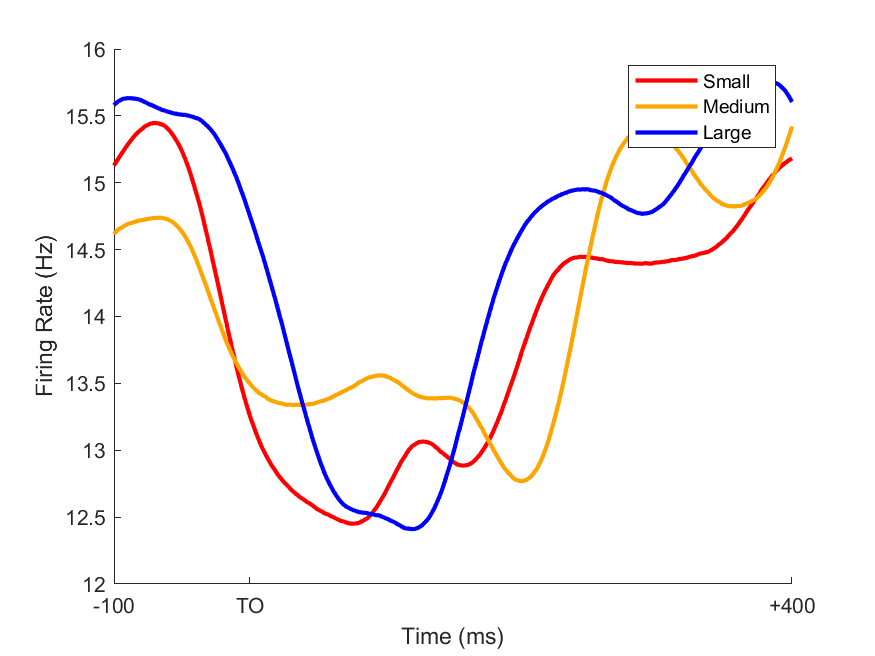 16
15.5
15
14.5
14
13.5
13
12.5
12
Firing Rate (Hz)
Small
Medium
Large
-100 TO +400
Time (ms)